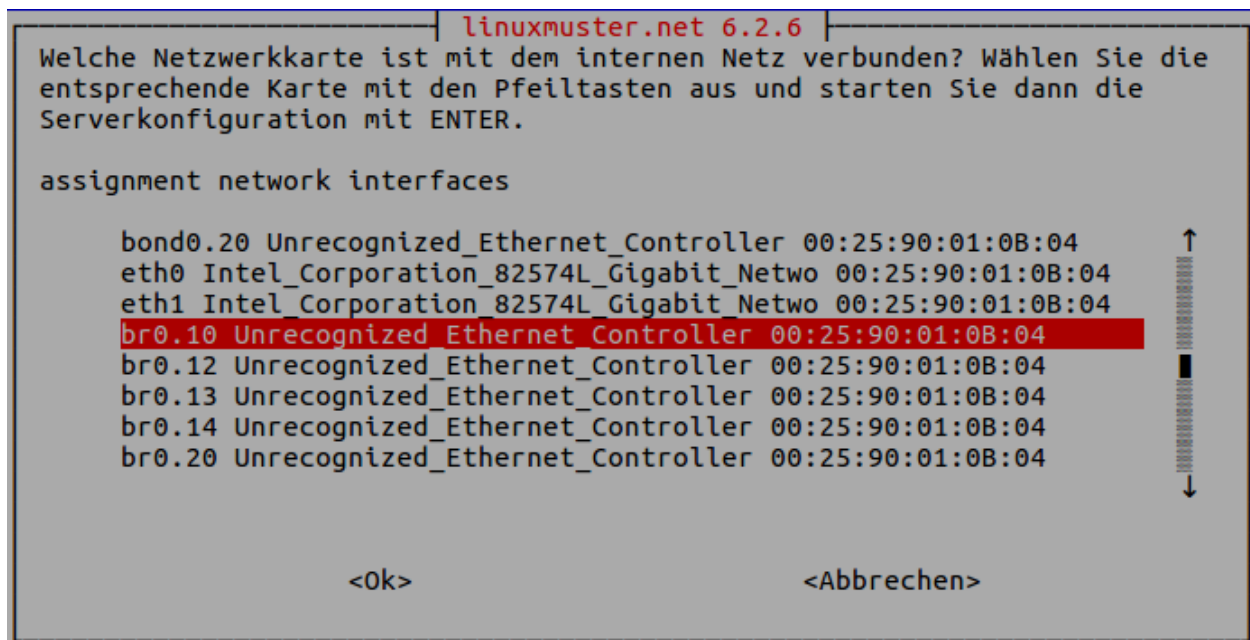 linuxmuster.net 6.2.6
Welche Netzwerkkarte ist mit dem internen Netz verbunden? Wählen Sie die
entsprechende Karte mit den Pfeiltasten aus und starten Sie dann die
Serverkonfiguration mit ENTER.
assignment network interfaces
bond0.20 Unrecognized_Ethernet_Controller 00:25:90:01:0B:04
eth0 Intel_Corporation_82574L_Gigabit_Netwo 00:25:90:01:0B:04
eth1 Intel_Corporation_82574L_Gigabit_Netwo 00:25:90:01:0B:04
br0.10 Unrecognized_Ethernet_Controller 00:25:90:01:0B:04
br0.12 Unrecognized_Ethernet_Controller 00:25:90:01:0B:04
br0.13 Unrecognized_Ethernet_Controller 00:25:90:01:0B:04
br0.14 Unrecognized_Ethernet_Controller 00:25:90:01:0B:04
br0.20 Unrecognized_Ethernet_Controller 00:25:90:01:0B:04
<Ok> <Abbrechen>